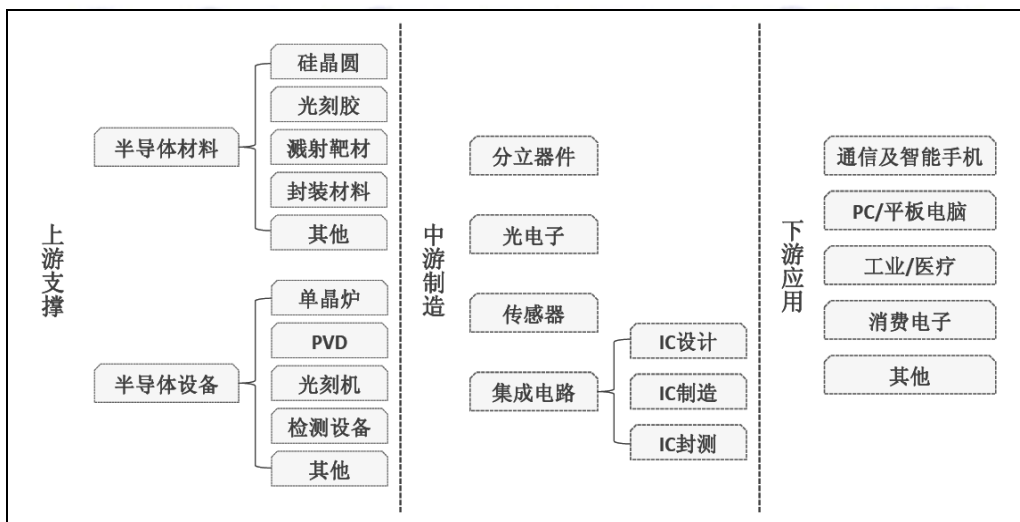 上游支撑
半导体材料
硅晶圆
光刻胶
溅射靶材
封装材料
其他
半导体设备
单晶炉
PVD
光刻机
检测设备
其他
中游制造
分立器件
光电子
传感器
集成电路
IC设计
IC制造
IC封测
下游应用
通信及智能手机
PC/平板电脑
工业/医疗
消费电子
其他